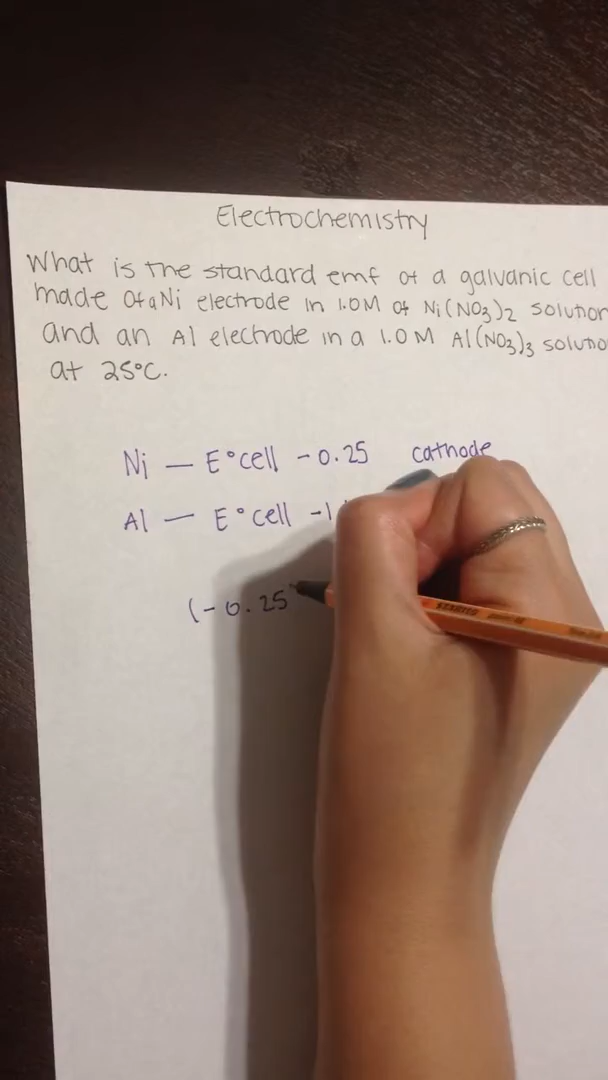 Electrochemistry
What is the standard emf of a galvanic cell
made of a Ni electrode in 1.0M of Ni(NO3)2 solution
and an Al electrode in a 1.0 M Al(NO3)3
at 25°C.
Ni — E°cell -0.25 cathode
Al — E°cell -1
(-0.25
STABILO